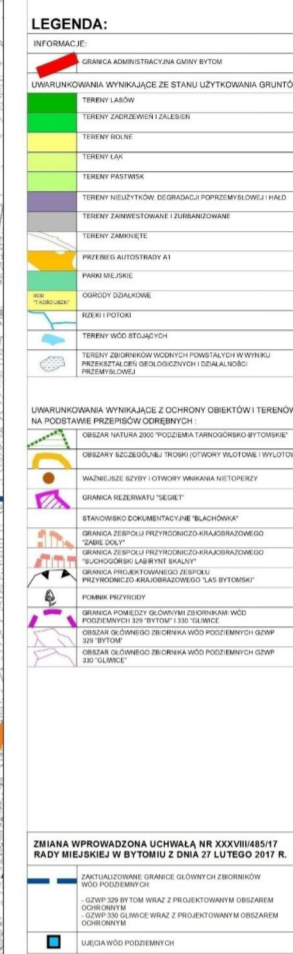 LEGENDA:
INFORMACJE:
GRANICA ADMINISTRACYJNA GMINY BYTOM
UWARUNKOWANIA WYNIKAJĄCE ZE STANU UŻYTKOWANIA GRUNTÓ
TERENY LASÓW
TERENY ZADRZEWIEŃ I ZALESIEŃ
TERENY ROLNE
TERENY ŁĄK
TERENY PASTWISK
TERENY NIEUŻYTKÓW, DEGRADACJI POPRZEMYSŁOWEJ I HAŁD
TERENY ZAINWESTOWANE I ZURBANIZOWANE
TERENY ZAMKNIĘTE
PRZEBIEG AUTOSTRADY A1
PARKI MIEJSKIE
OGRODY DZIAŁKOWE
RZEKI I POTOKI
TERENY WÓD STOJĄCYCH
TERENY ZBIORNIKÓW WODNYCH POWSTAŁYCH W WYNIKU
PRZEKSZTAŁCEŃ GEOLOGICZNYCH I DZIAŁALNOŚCI
PRZEMYSŁOWEJ
UWARUNKOWANIA WYNIKAJĄCE Z OCHRONY OBIEKTÓW I TERENÓW
NA PODSTAWIE PRZEPISÓW ODRĘBNYCH :
OBSZAR NATURA 2000 "PODZIEMIA TARNOGÓRSKO-BYTOMSKIE"
OBSZARY SZCZEGÓLNEJ TROSKI (OTWORY WLOTOWE I WYLOTOW
WAŻNIEJSZE SZYBY I OTWORY WNIKANIA NIETOPERZY
GRANICA REZERWATU "SEGIET"
STANOWISKO DOKUMENTACYJNE "BLACHÓWKA"
GRANICA ZESPOŁU PRZYRODNICZO-KRAJOBRAZOWEGO
"ŻABIE DOŁY"
GRANICA ZESPOŁU PRZYRODNICZO-KRAJOBRAZOWEGO
"SUCHOGÓRSKI LABIRYNT SKALNY"
GRANICA PROJEKTOWANEGO ZESPOŁU
PRZYRODNICZO-KRAJOBRAZOWEGO "LAS BYTOMSKI"
POMNIK PRZYRODY
GRANICA POMIĘDZY GŁÓWNYMI ZBIORNIKAMI WÓD
PODZIEMNYCH 329 "BYTOM" I 330 "GLIWICE
OBSZAR GŁÓWNEGO ZBIORNIKA WÓD PODZIEMNYCH GZWP
329 "BYTOM"
OBSZAR GŁÓWNEGO ZBIORNIKA WÓD PODZIEMNYCH GZWP
330 "GLIWICE"
ZMIANA WPROWADZONA UCHWAŁĄ NR XXXVIII/485/17
RADY MIEJSKIEJ W BYTOMIU Z DNIA 27 LUTEGO 2017 R.
ZAKTUALIZOWANE GRANICE GŁÓWNYCH ZBIORNIKÓW
WÓD PODZIEMNYCH:
- GZWP 329 BYTOM WRAZ Z PROJEKTOWANYM OBSZAREM
OCHRONNYM
- GZWP 330 GLIWICE WRAZ Z PROJEKTOWANYM OBSZAREM
OCHRONNYM
UJĘCIA WÓD PODZIEMNYCH